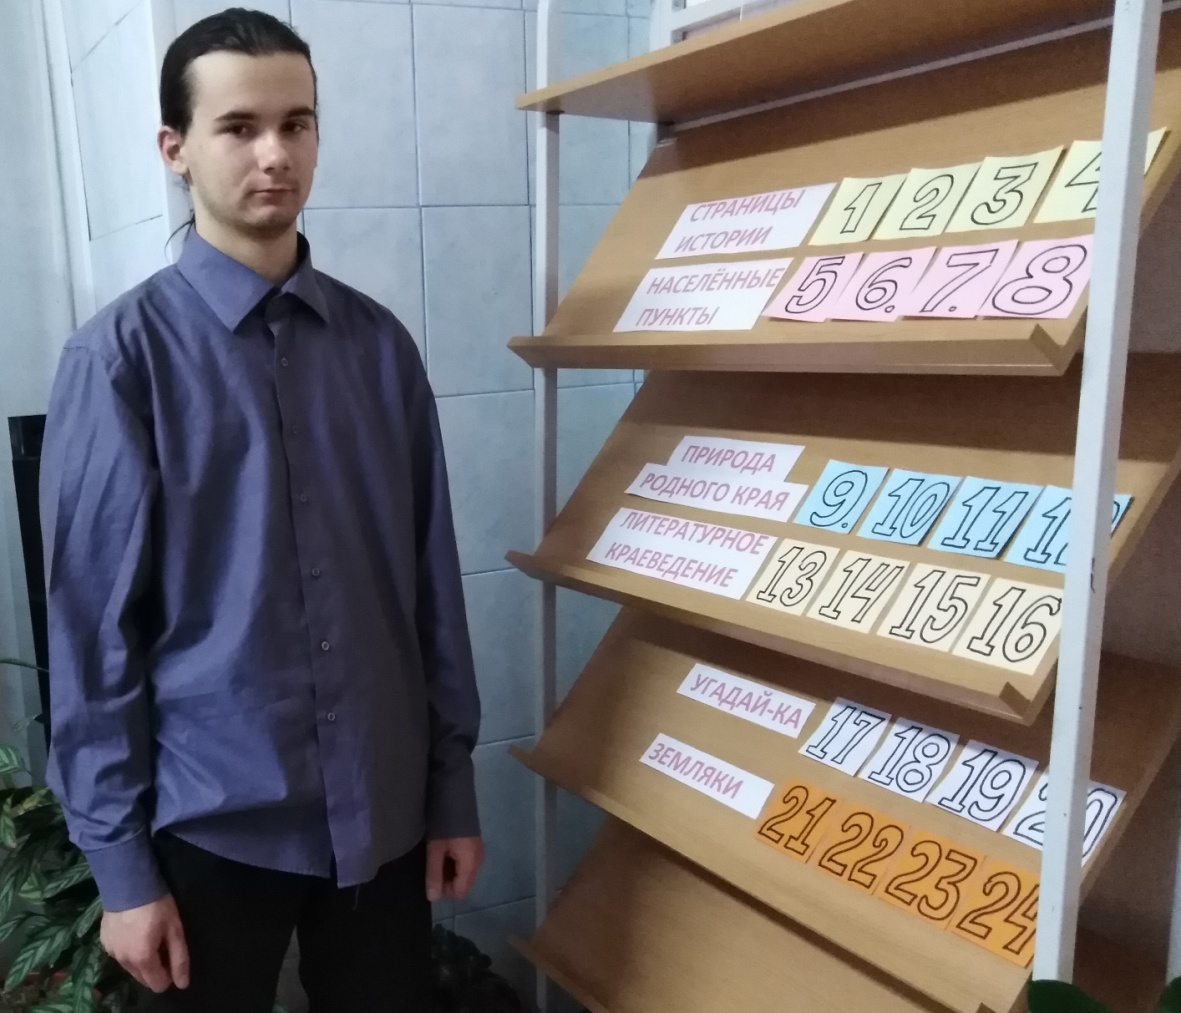 СТРАНИЦЫ
ИСТОРИИ
1 2 3 4
НАСЕЛЁННЫЕ
ПУНКТЫ
5 6. 7. 8
ПРИРОДА
РОДНОГО КРАЯ
9. 10 11 12
ЛИТЕРАТУРНОЕ
КРАЕВЕДЕНИЕ
13 14 15 16
УГАДАЙ-КА
17 18 19 20
ЗЕМЛЯКИ
21 22 23 24